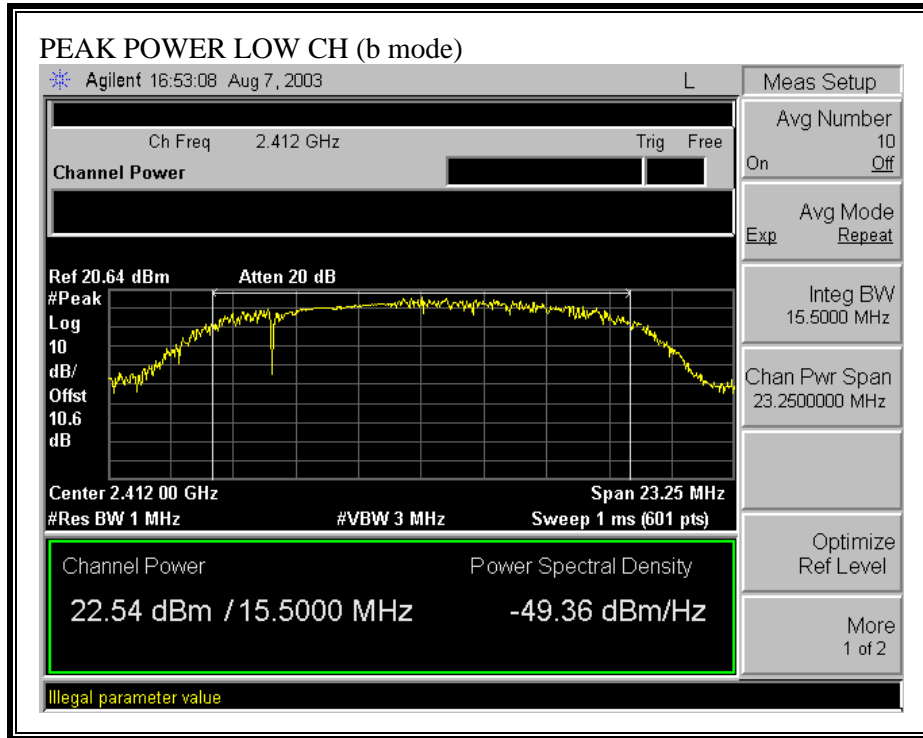 PEAK POWER LOW CH (b mode)
Agilent 16:53:08 Aug 7, 2003 L
Ch Freq 2.412 GHz Trig Free
Channel Power
Ref 20.64 dBm Atten 20 dB
#Peak
Log
10
dB/
Offst
10.6
dB
Center 2.412 00 GHz Span 23.25 MHz
#Res BW 1 MHz #VBW 3 MHz Sweep 1 ms (601 pts)
Channel Power Power Spectral Density
22.54 dBm / 15.5000 MHz -49.36 dBm/Hz
Illegal parameter value
Meas Setup
Avg Number
10
On Off
Avg Mode
Exp Repeat
Integ BW
15.5000 MHz
Chan Pwr Span
23.2500000 MHz
Optimize
Ref Level
More
1 of 2